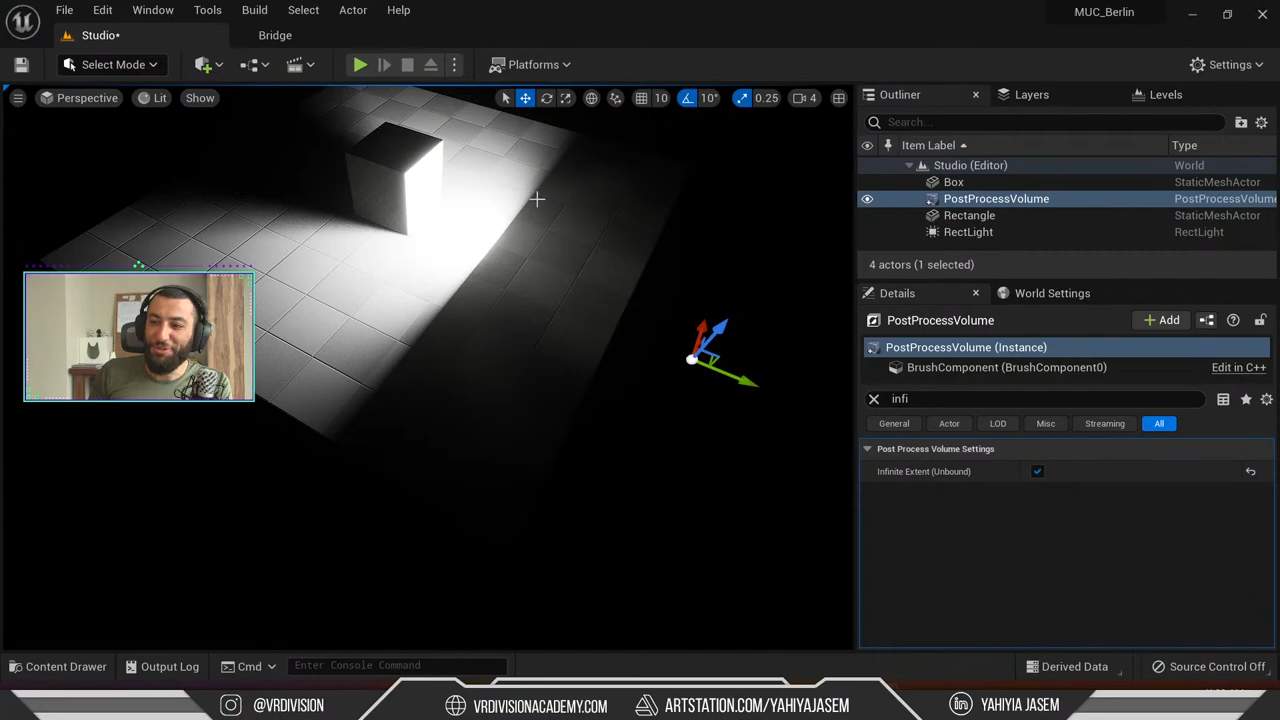 File Edit Window Tools Build Select Actor Help
MUC_Berlin
Studio•
Bridge
Select Mode
Platforms
Settings
Perspective
Lit
Show
10
10°
0.25
4
Outliner
Layers
Levels
Search...
Item Label
Type
Studio (Editor)
World
Box
StaticMeshActor
PostProcessVolume
PostProcessVolume
Rectangle
StaticMeshActor
RectLight
RectLight
4 actors (1 selected)
Details
World Settings
PostProcessVolume
Add
PostProcessVolume (Instance)
BrushComponent (BrushComponent0)
Edit in C++
infi
General
Actor
LOD
Misc
Streaming
All
Post Process Volume Settings
Infinite Extent (Unbound)
Content Drawer
Output Log
Cmd
Enter Console Command
Derived Data
Source Control Off
@VRDIVISION
VRDIVISIONACADEMY.COM
ARTSTATION.COM/YAHIYAJASEM
YAHIYIA JASEM